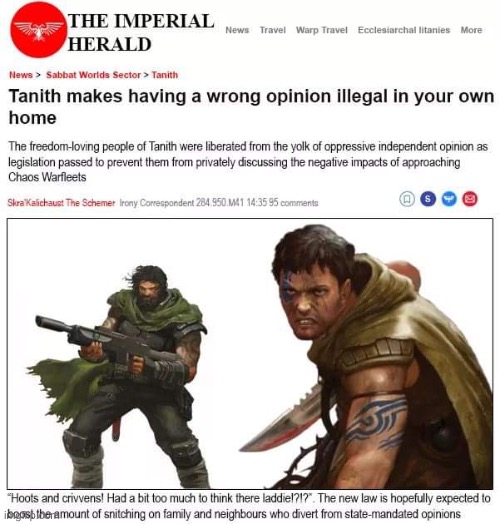 THE IMPERIAL
HERALD
News Travel Warp Travel Ecclesiarchal litanies More
News > Sabbat Worlds Sector > Tanith
Tanith makes having a wrong opinion illegal in your own
home
The freedom-loving people of Tanith were liberated from the yolk of oppressive independent opinion as
legislation passed to prevent them from privately discussing the negative impacts of approaching
Chaos Warfleets
Skra'Kalichaust The Schemer Irony Correspondent 284.950.M41 14:35 95 comments
S
"Hoots and crivvens! Had a bit too much to think there laddie!?!?". The new law is hopefully expected to
boost the amount of snitching on family and neighbours who divert from state-mandated opinions
imgflip.com